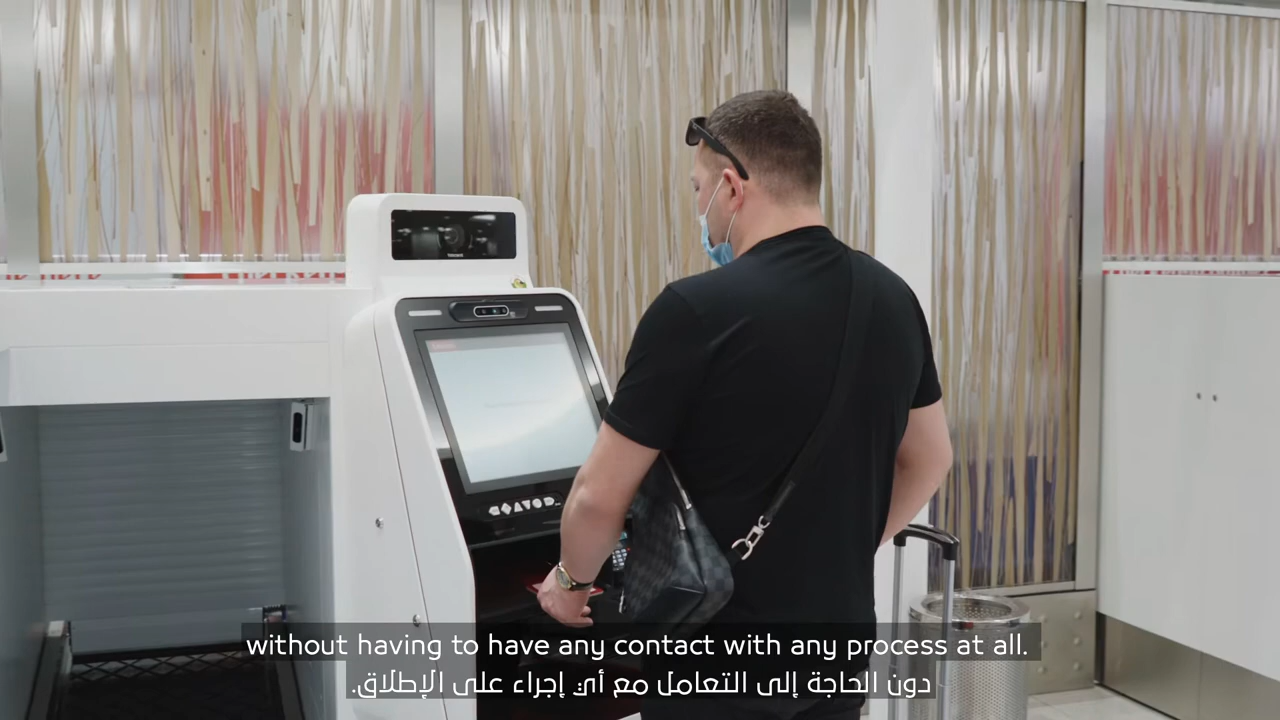 without having to have any contact with any process at all.
دون الحاجة إلى التعامل مع أي إجراء على الإطلاق.